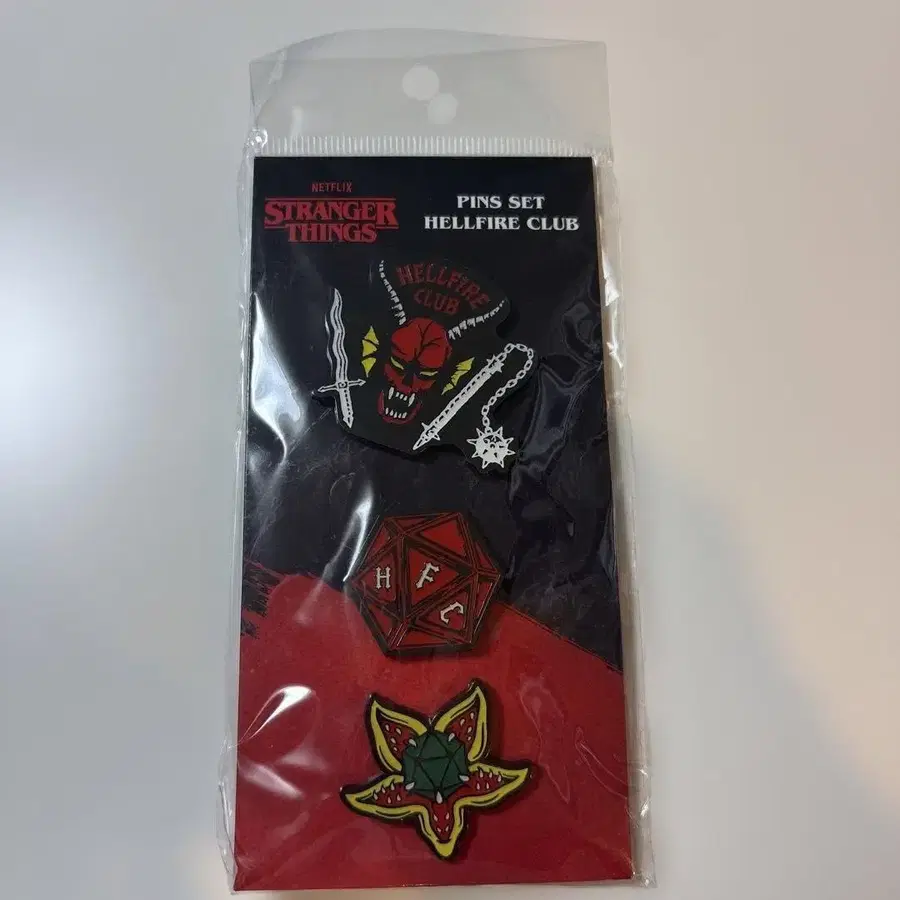 NETFLIX
STRANGER
THINGS
PINS SET
HELLFIRE CLUB
HELLFIRE
CLUB
H F C